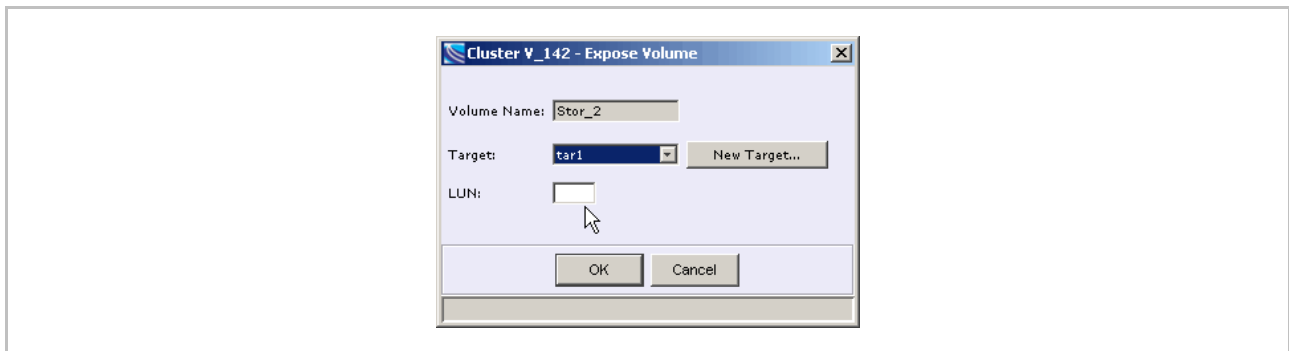 Cluster V_142 - Expose Volume
Volume Name: Stor_2
Target: tar1 New Target...
LUN:
OK Cancel